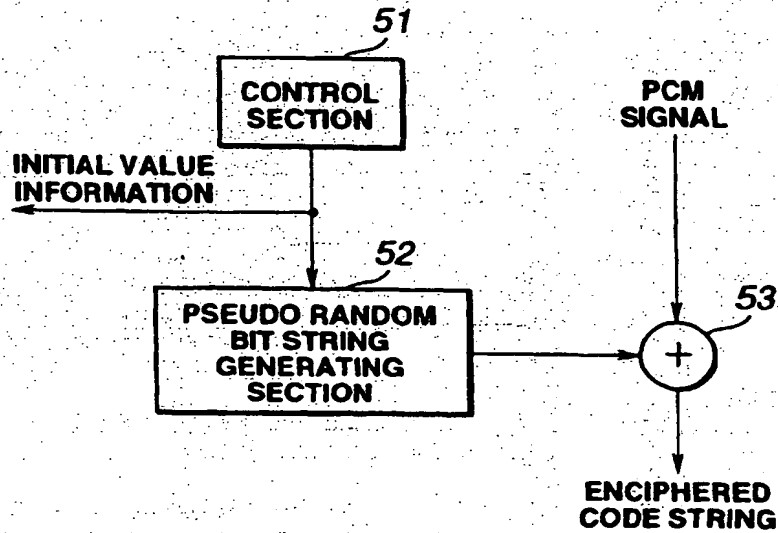 51
CONTROL
SECTION
PCM
SIGNAL
INITIAL VALUE
INFORMATION
52
PSEUDO RANDOM
BIT STRING
GENERATING
SECTION
53
+
ENCIPHERED
CODE STRING